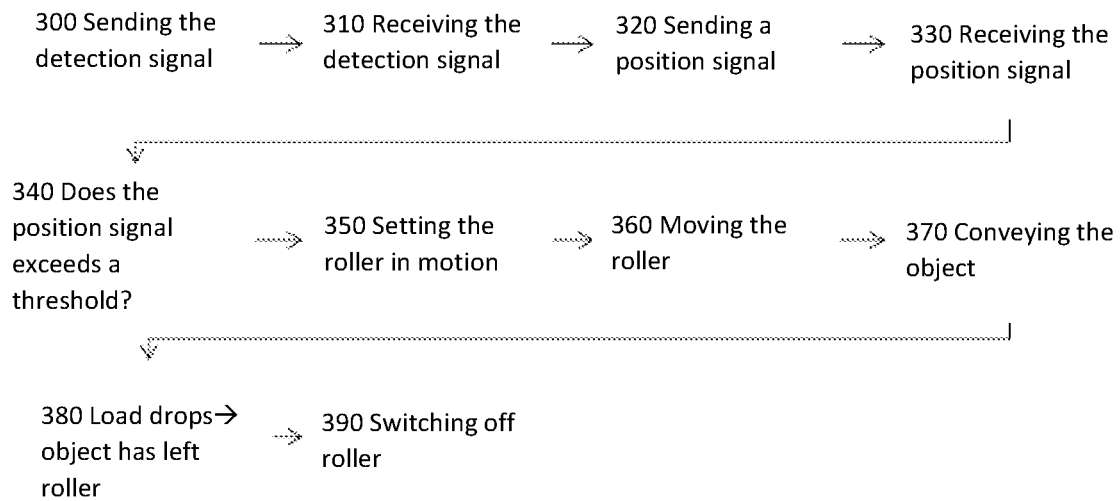 300 Sending the
detection signal
310 Receiving the
detection signal
320 Sending a
position signal
330 Receiving the
position signal
340 Does the
position signal
exceeds a
threshold?
350 Setting the
roller in motion
360 Moving the
roller
370 Conveying the
object
380 Load drops→
object has left
roller
390 Switching off
roller